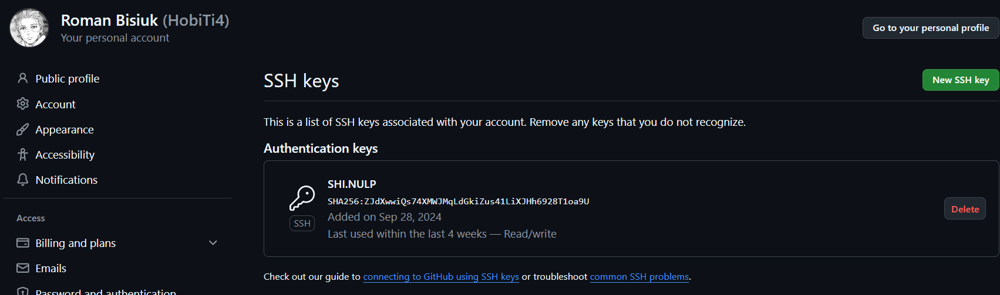 Roman Bisiuk (HobiTi4)
Your personal account
Go to your personal profile
Public profile
Account
Appearance
Accessibility
Notifications
Access
Billing and plans
Emails
Password and authentication
SSH keys
New SSH key
This is a list of SSH keys associated with your account. Remove any keys that you do not recognize.
Authentication keys
SHI.NULP
SHA256:ZJdXwwiQs74XMWJMqLdGkiZus41LiXJHh6928T1oa9U
SSH
Added on Sep 28, 2024
Last used within the last 4 weeks — Read/write
Delete
Check out our guide to connecting to GitHub using SSH keys or troubleshoot common SSH problems.